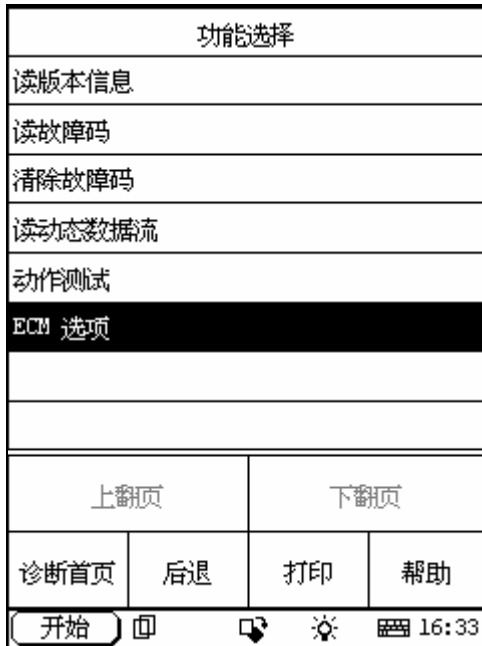 功能选择
读版本信息
读故障码
清除故障码
读动态数据流
动作测试
ECM 选项
上翻页 下翻页
诊断首页 后退 打印 帮助
开始 16:33